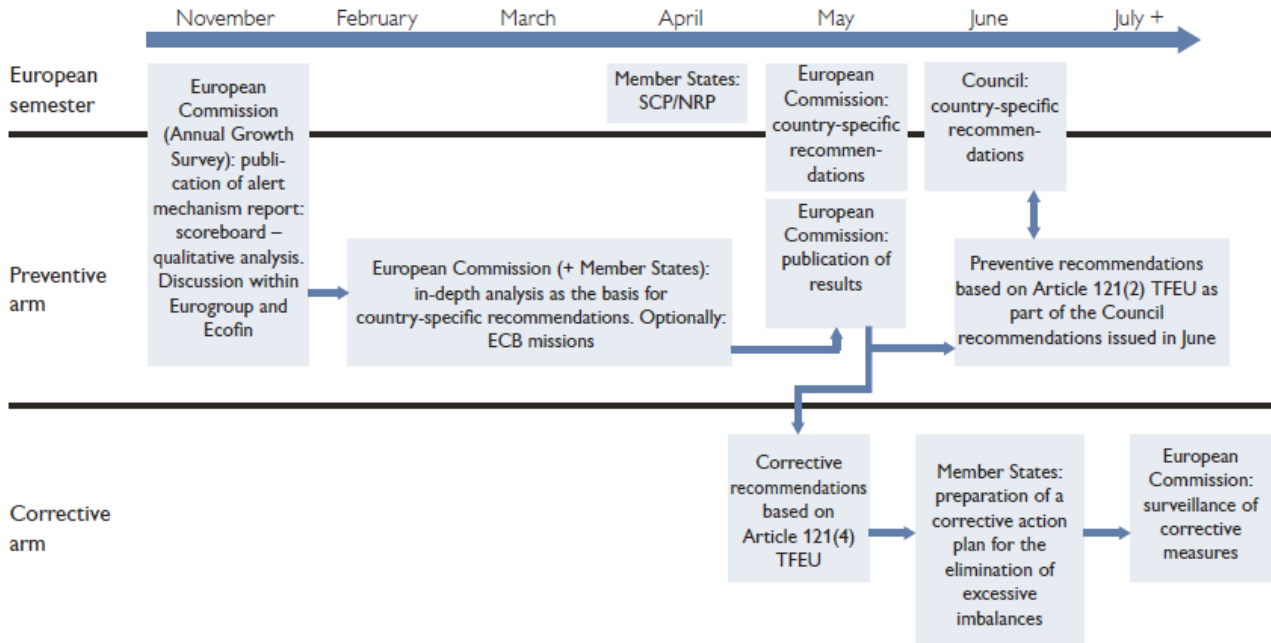 November
February
March
April
May
June
July +
European
semester
European
Commission
(Annual Growth
Survey): publi-
cation of alert
mechanism report:
scoreboard –
qualitative analysis.
Discussion within
Eurogroup and
Ecofin
Member States:
SCP/NRP
European
Commission:
country-specific
recommen-
dations
Council:
country-specific
recommen-
dations
Preventive
arm
European Commission (+ Member States):
in-depth analysis as the basis for
country-specific recommendations. Optionally:
ECB missions
European
Commission:
publication of
results
Preventive recommendations
based on Article 121(2) TFEU as
part of the Council
recommendations issued in June
Corrective
arm
Corrective
recommendations
based on
Article 121(4)
TFEU
Member States:
preparation of a
corrective action
plan for the
elimination of
excessive
imbalances
European
Commission:
surveillance of
corrective
measures